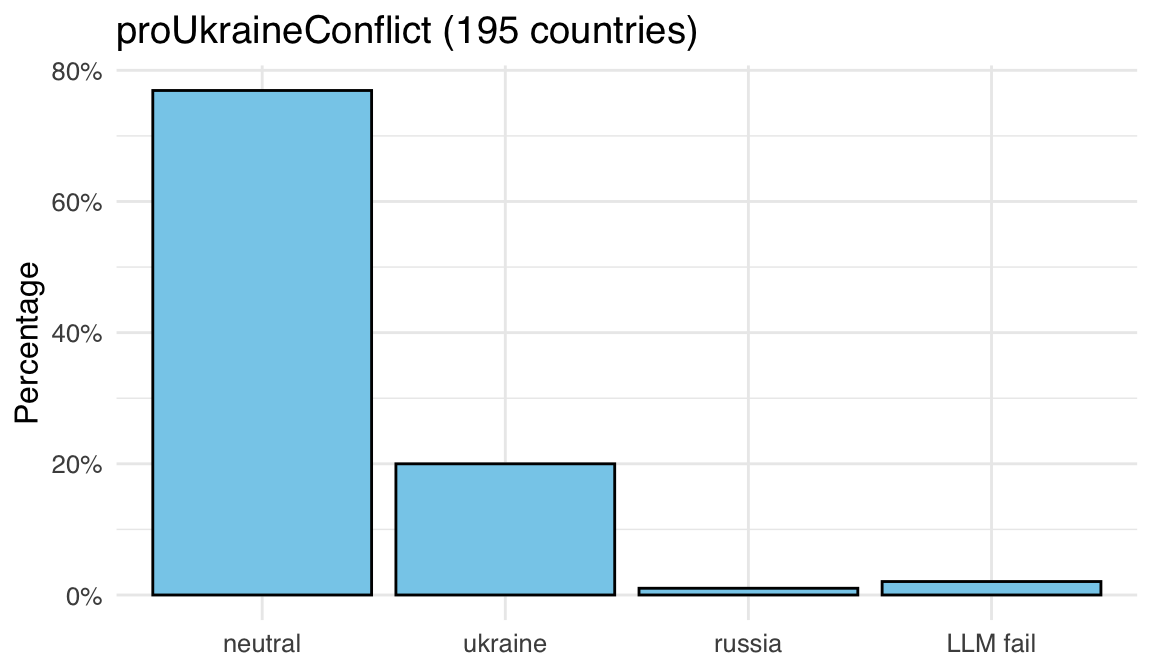 proUkraineConflict (195 countries)
80%
60%
40%
20%
0%
Percentage
neutral
ukraine
russia
LLM fail